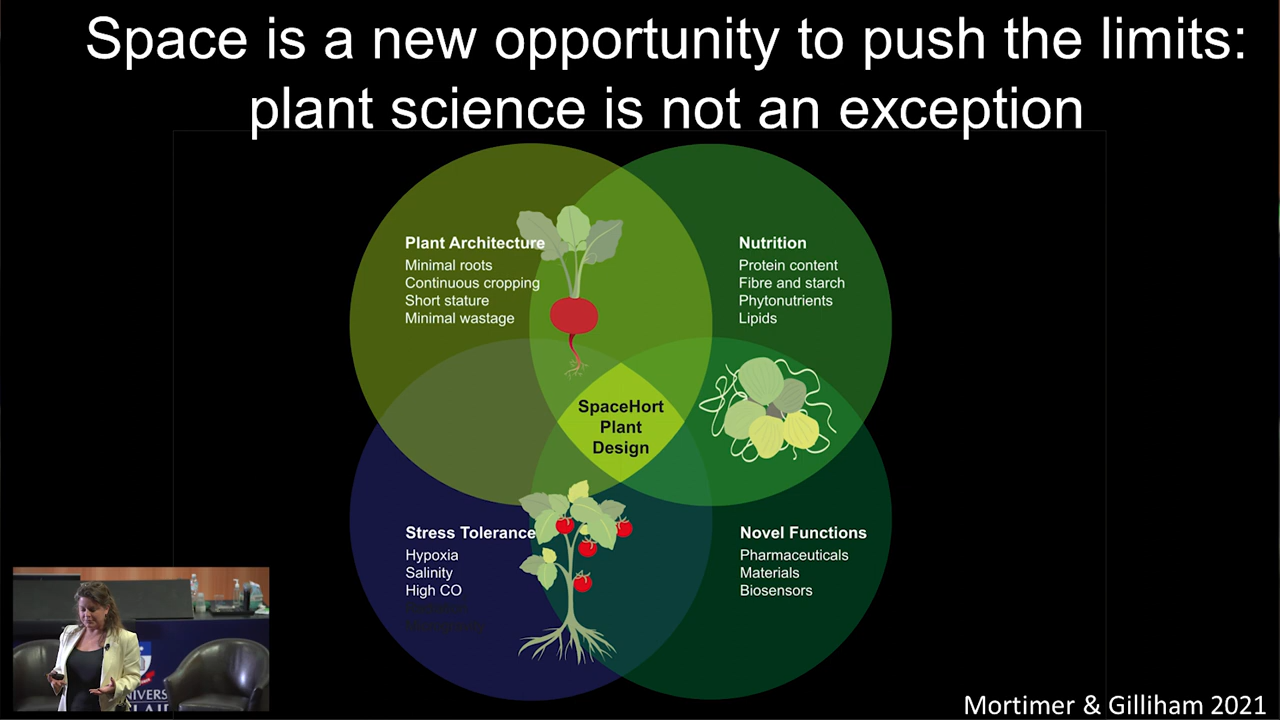 Space is a new opportunity to push the limits:
plant science is not an exception
Plant Architecture
Minimal roots
Continuous cropping
Short stature
Minimal wastage
Nutrition
Protein content
Fibre and starch
Phytonutrients
Lipids
SpaceHort
Plant
Design
Stress Tolerance
Hypoxia
Salinity
High CO
Novel Functions
Pharmaceuticals
Materials
Biosensors
Mortimer & Gilliham 2021